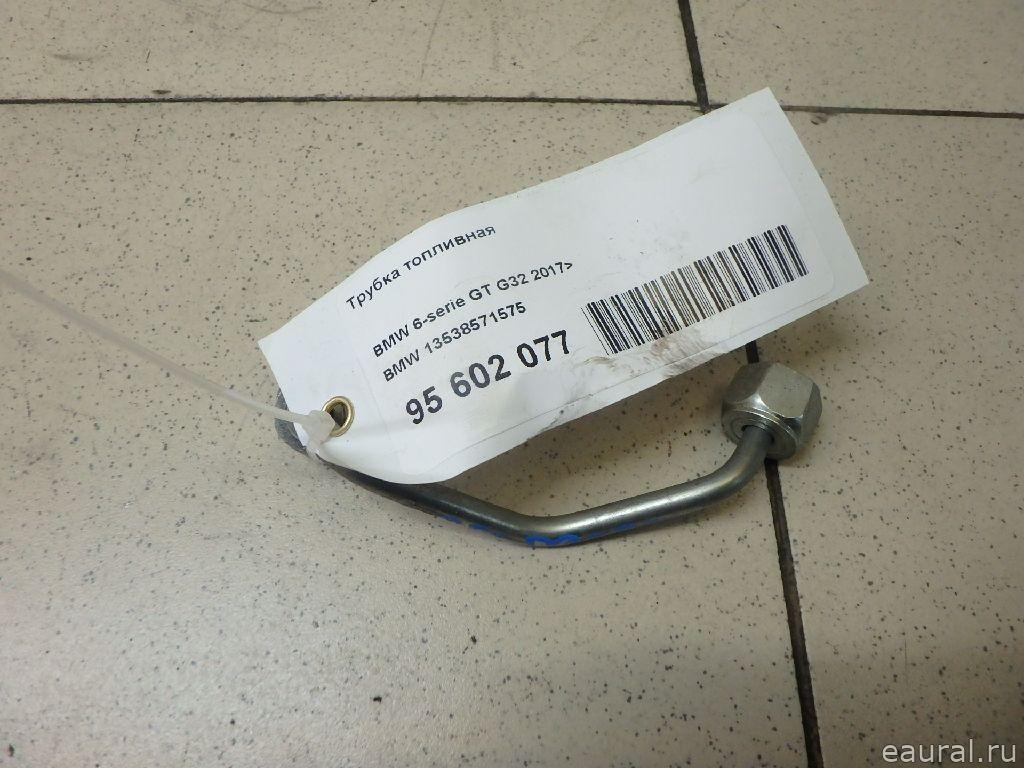 Трубка топливная
BMW 6-serie GT G32 2017>
BMW 13538571575
95 602 077
eaural.ru